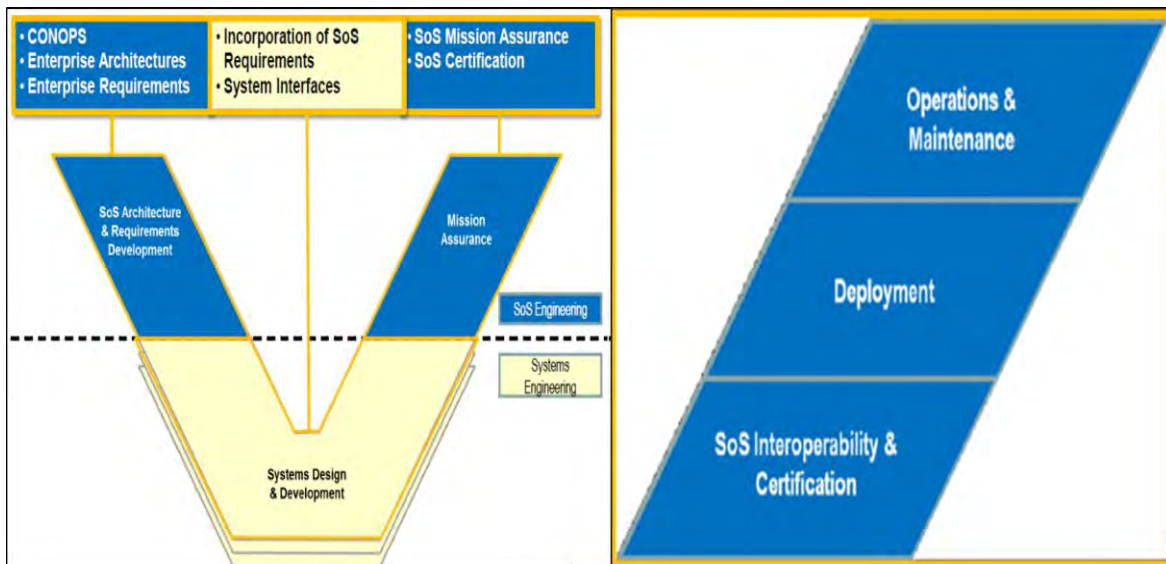 • CONOPS
• Enterprise Architectures
• Enterprise Requirements
• Incorporation of SoS
Requirements
• System Interfaces
• SoS Mission Assurance
• SoS Certification
SoS Architecture
& Requirements
Development
Mission
Assurance
SoS Engineering
Systems
Engineering
Systems Design
& Development
Operations &
Maintenance
Deployment
SoS Interoperability &
Certification